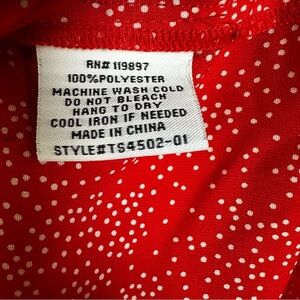 RN# 119897
100%POLYESTER
MACHINE WASH COLD
DO NOT BLEACH
HANG TO DRY
COOL IRON IF NEEDED
MADE IN CHINA
STYLE#TS4502-01